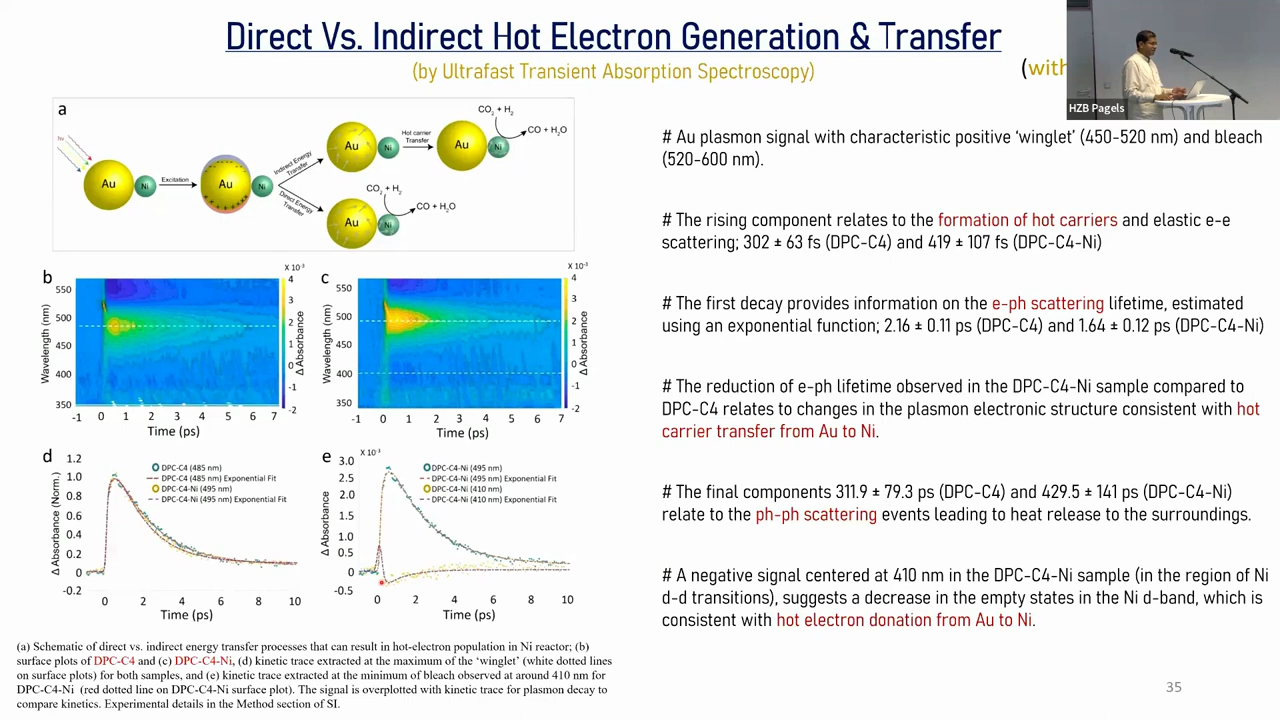 Direct Vs. Indirect Hot Electron Generation & Transfer
(by Ultrafast Transient Absorption Spectroscopy)
(with
HZB Pagels
a
hν
Au
Ni
Excitation
Au
Ni
Indirect Energy
Transfer
Direct Energy
Transfer
Au
Ni
Hot carrier
Transfer
Au
Ni
CO₂ + H₂
CO + H₂O
CO₂ + H₂
CO + H₂O
Au
Ni
b
Wavelength (nm)
550
500
450
400
350
-1 0 1 2 3 4 5 6 7
Time (ps)
X 10⁻³
4
3
2
1
0
-1
-2
Δ Absorbance
c
Wavelength (nm)
550
500
450
400
350
-1 0 1 2 3 4 5 6 7
Time (ps)
X 10⁻³
4
3
2
1
0
-1
-2
Δ Absorbance
d
Δ Absorbance (Norm.)
1.2
1.0
0.8
0.6
0.4
0.2
0
-0.2
DPC-C4 (485 nm)
DPC-C4 (485 nm) Exponential Fit
DPC-C4-Ni (495 nm)
DPC-C4-Ni (495 nm) Exponential Fit
0 2 4 6 8 10
Time (ps)
e
X 10⁻³
Δ Absorbance
3.0
2.5
2.0
1.5
1.0
0.5
0
-0.5
DPC-C4-Ni (495 nm)
DPC-C4-Ni (495 nm) Exponential Fit
DPC-C4-Ni (410 nm)
DPC-C4-Ni (410 nm) Exponential Fit
0 2 4 6 8 10
Time (ps)
(a) Schematic of direct vs. indirect energy transfer processes that can result in hot-electron population in Ni reactor; (b)
surface plots of DPC-C4 and (c) DPC-C4-Ni, (d) kinetic trace extracted at the maximum of the ‘winglet’ (white dotted lines
on surface plots) for both samples, and (e) kinetic trace extracted at the minimum of bleach observed at around 410 nm for
DPC-C4-Ni (red dotted line on DPC-C4-Ni surface plot). The signal is overplotted with kinetic trace for plasmon decay to
compare kinetics. Experimental details in the Method section of SI.
# Au plasmon signal with characteristic positive ‘winglet’ (450-520 nm) and bleach
(520-600 nm).
# The rising component relates to the formation of hot carriers and elastic e-e
scattering; 302 ± 63 fs (DPC-C4) and 419 ± 107 fs (DPC-C4-Ni)
# The first decay provides information on the e-ph scattering lifetime, estimated
using an exponential function; 2.16 ± 0.11 ps (DPC-C4) and 1.64 ± 0.12 ps (DPC-C4-Ni)
# The reduction of e-ph lifetime observed in the DPC-C4-Ni sample compared to
DPC-C4 relates to changes in the plasmon electronic structure consistent with hot
carrier transfer from Au to Ni.
# The final components 311.9 ± 79.3 ps (DPC-C4) and 429.5 ± 141 ps (DPC-C4-Ni)
relate to the ph-ph scattering events leading to heat release to the surroundings.
# A negative signal centered at 410 nm in the DPC-C4-Ni sample (in the region of Ni
d-d transitions), suggests a decrease in the empty states in the Ni d-band, which is
consistent with hot electron donation from Au to Ni.
35